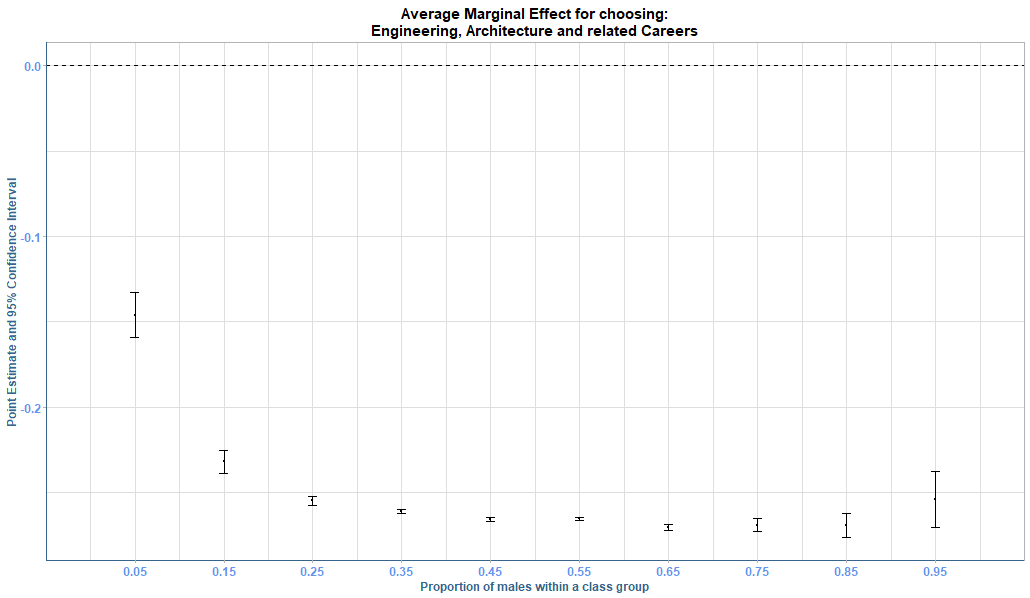 Average Marginal Effect for choosing:
Engineering, Architecture and related Careers
Point Estimate and 95% Confidence Interval
0.0
-0.1
-0.2
0.05 0.15 0.25 0.35 0.45 0.55 0.65 0.75 0.85 0.95
Proportion of males within a class group